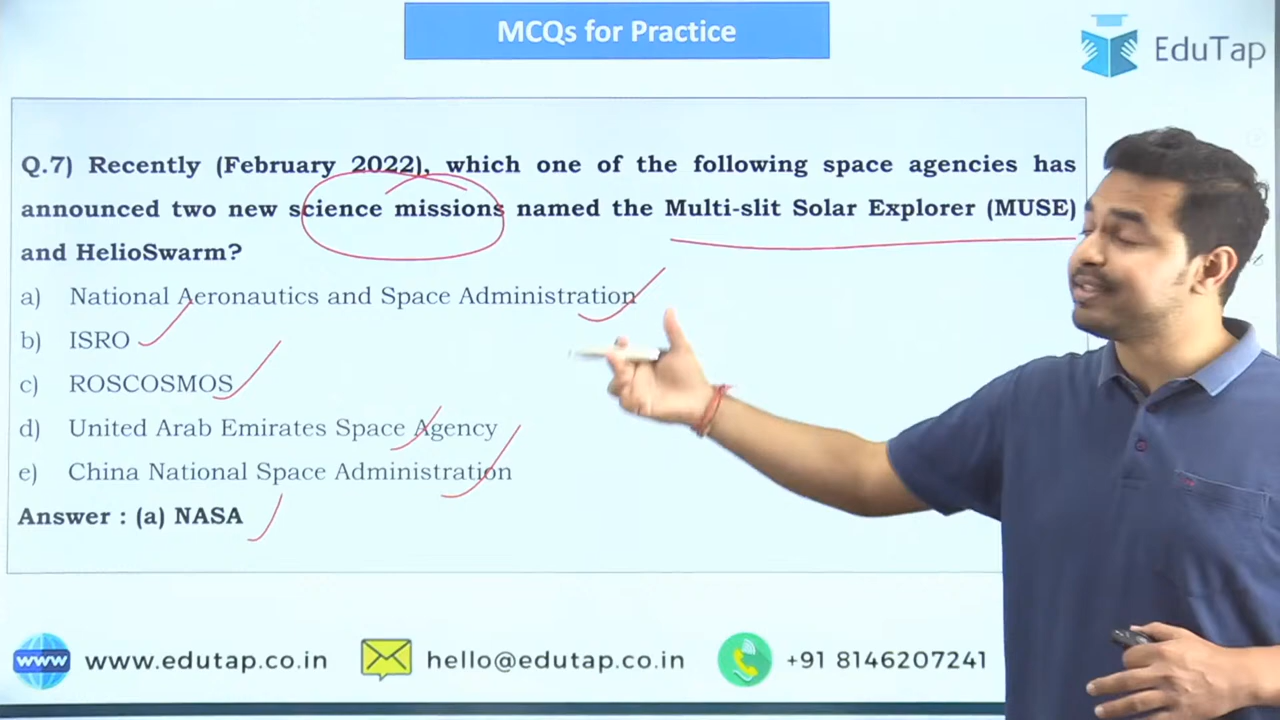 MCQs for Practice
EduTap
Q.7) Recently (February 2022), which one of the following space agencies has
announced two new science missions named the Multi-slit Solar Explorer (MUSE)
and HelioSwarm?
a) National Aeronautics and Space Administration
b) ISRO
c) ROSCOSMOS
d) United Arab Emirates Space Agency
e) China National Space Administration
Answer : (a) NASA
www www.edutap.co.in hello@edutap.co.in +91 8146207241